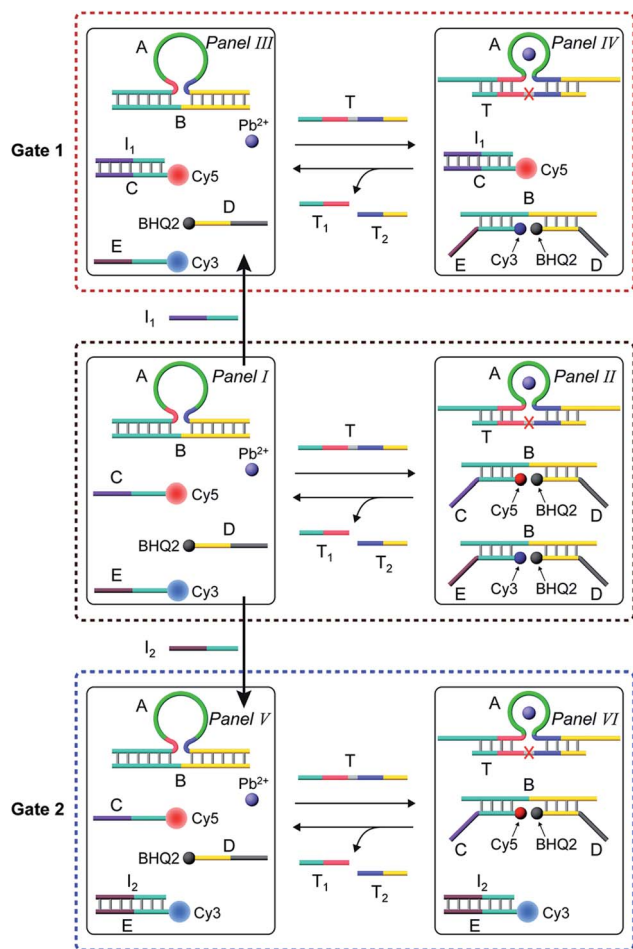 Gate 1
Panel III
A
B
Pb2+
I1
C
Cy5
D
BHQ2
E
Cy3
T
T1
T2
Panel IV
A
T
I1
C
Cy5
B
E
Cy3
BHQ2
D
I1
Panel I
A
B
Pb2+
C
Cy5
D
BHQ2
E
Cy3
T
T1
T2
Panel II
A
T
B
C
Cy5
BHQ2
D
B
E
Cy3
BHQ2
D
I2
Gate 2
Panel V
A
B
Pb2+
C
Cy5
D
BHQ2
I2
E
Cy3
T
T1
T2
Panel VI
A
T
B
C
Cy5
BHQ2
D
I2
E
Cy3